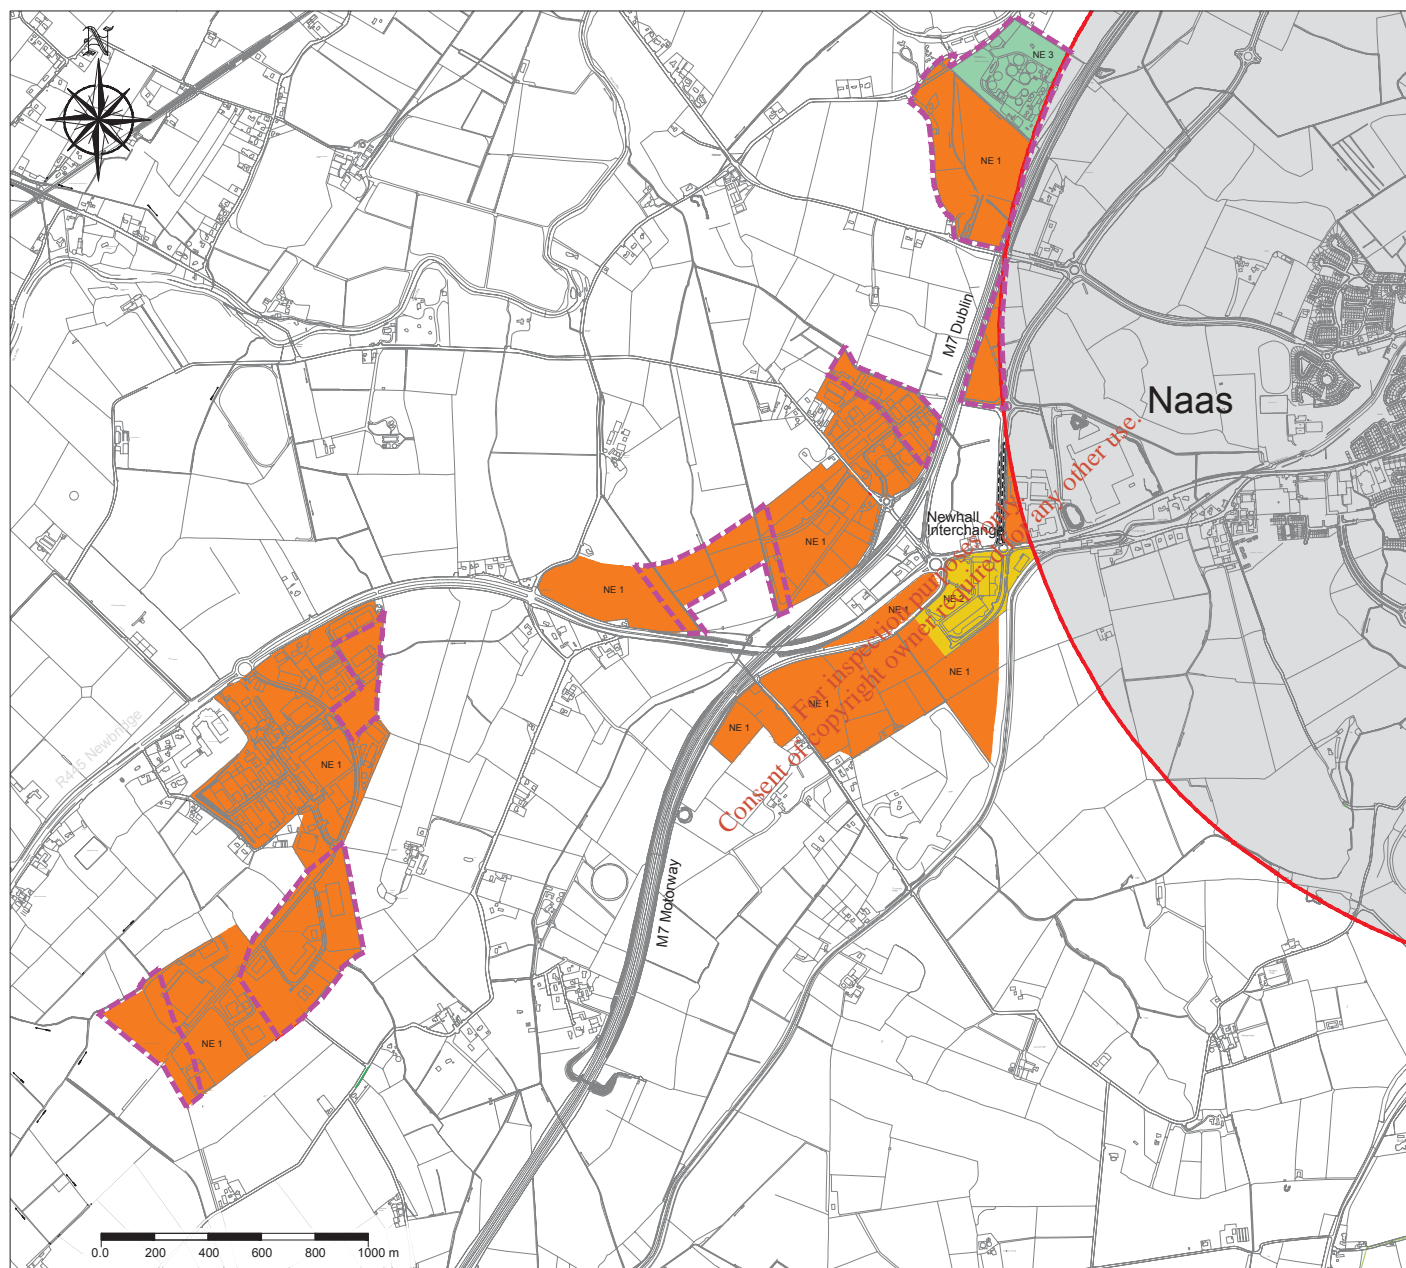 N
NE 3
NE 1
M7 Dublin
Naas
Newhall
Interchange
NE 1
NE 1
NE 1
NE 2
NE 1
NE 1
NE 1
NE 1
R445 Newbridge
M7 Motorway
NE 1
For inspection purposes only.
Consent of copyright owner required for any other use.
0.0 200 400 600 800 1000 m